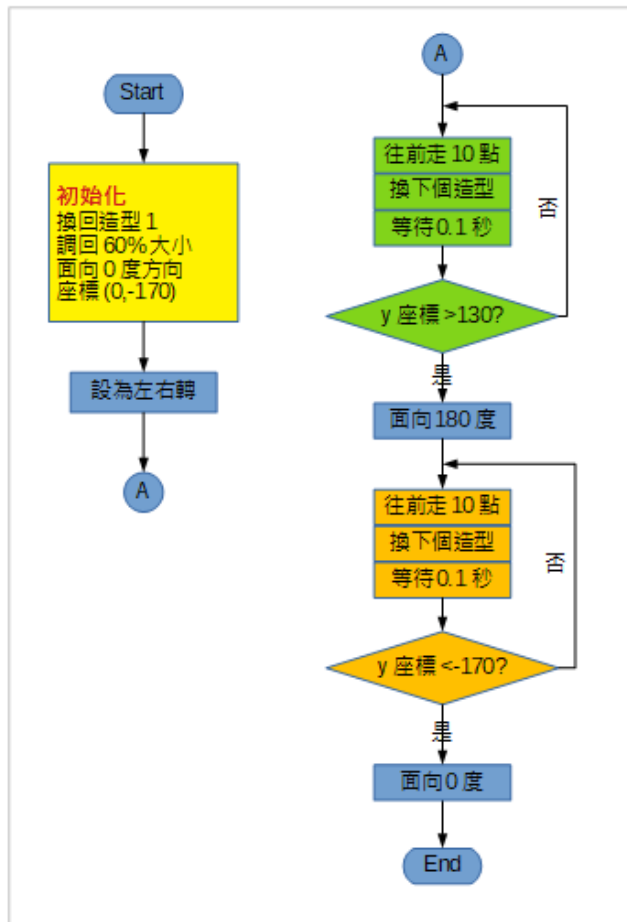 Start
初始化
換回造型 1
調回 60% 大小
面向 0 度方向
座標 (0,-170)
設為左右轉
A
A
往前走 10 點
換下個造型
等待 0.1 秒
否
y 座標 >130?
是
面向 180 度
往前走 10 點
換下個造型
等待 0.1 秒
否
y 座標 <-170?
是
面向 0 度
End